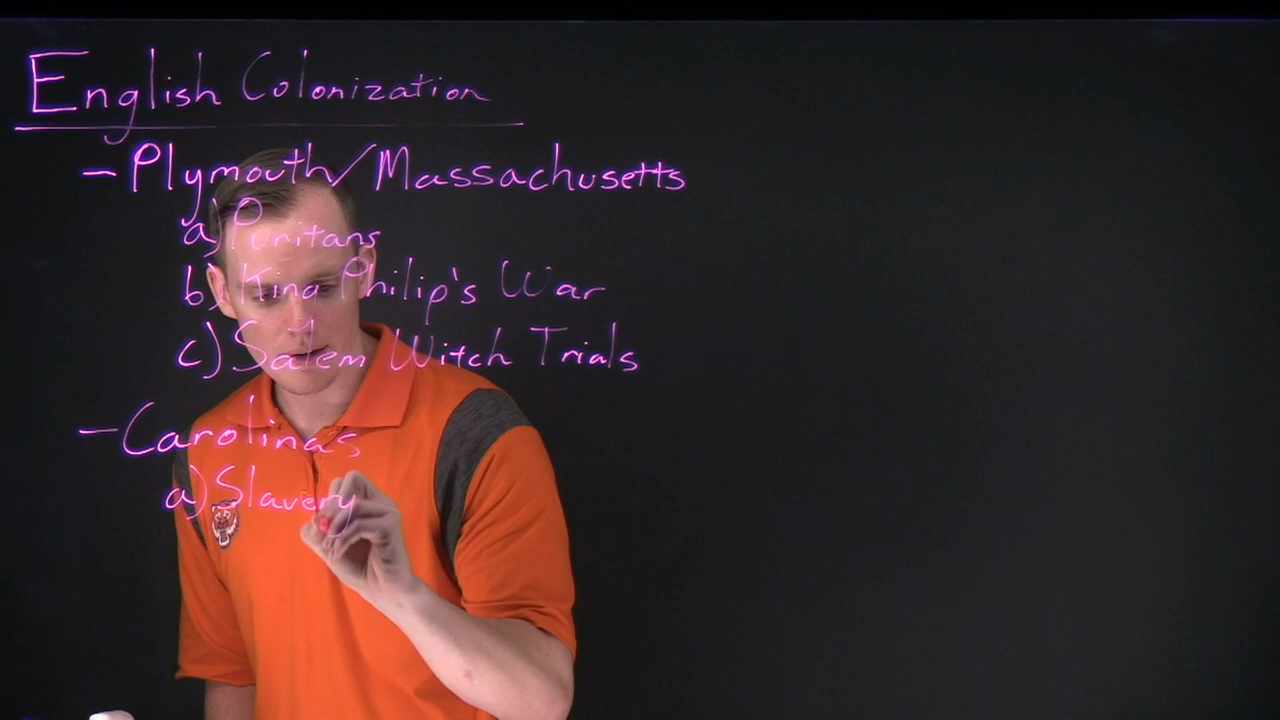 English Colonization
- Plymouth/Massachusetts
a) Puritans
b) King Philip's War
c) Salem Witch Trials
- Carolinas
a) Slavery